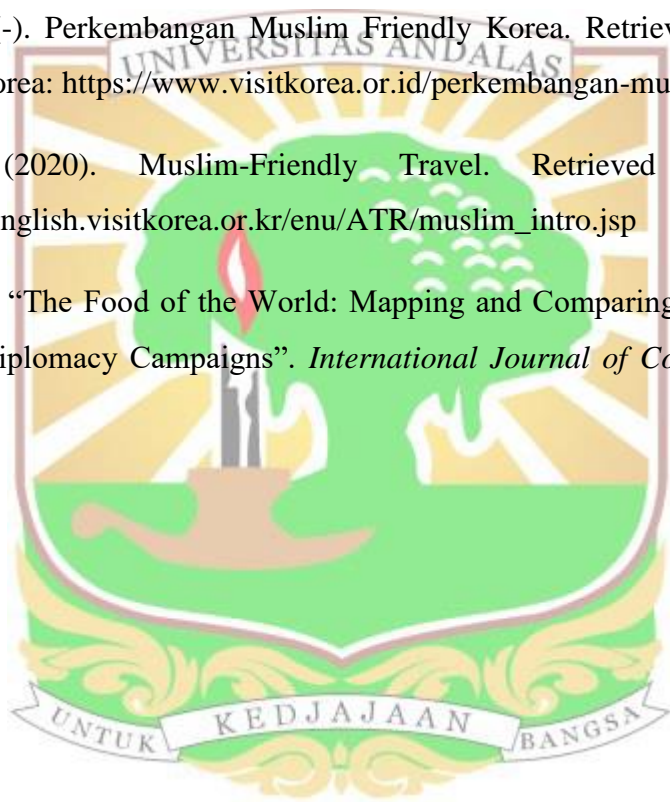 (-). Perkembangan Muslim Friendly Korea. Retriev
UNIVERSITAS ANDALAS
orea: https://www.visitkorea.or.id/perkembangan-mu
(2020). Muslim-Friendly Travel. Retrieved
nglish.visitkorea.or.kr/enu/ATR/muslim_intro.jsp
“The Food of the World: Mapping and Comparing
iplomacy Campaigns”. International Journal of Co
UNTUK KEDJAJAAN BANGSA